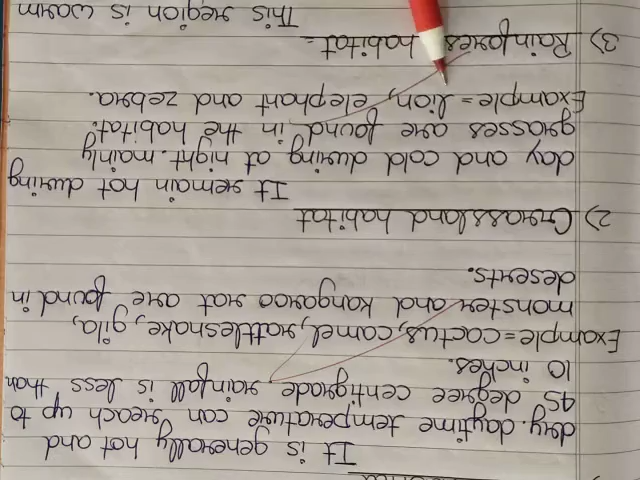 It is generally hot and
dry. daytime temperature can reach up to
45 degree centigrade rainfall is less than
10 inches.
Example = cactus, camel, rattlesnake, gila,
monster and kangaroo rat are found in
deserts.
2) Grassland habitat
It remain hot during
day and cold during at night. mainly
grasses are found in the habitat.
Example = lion, elephant and zebra.
3) Rainfores habitat =
This region is warm